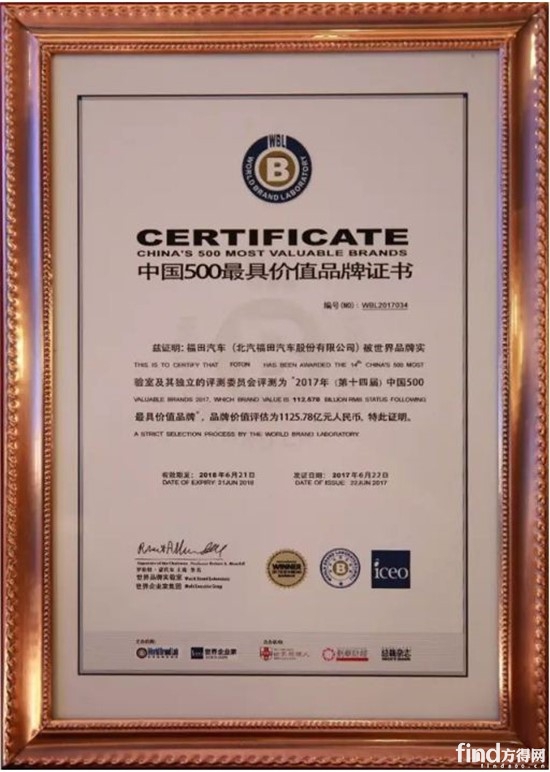 WBL
WORLD BRAND LABORATORY
B
CERTIFICATE
CHINA'S 500 MOST VALUABLE BRANDS
中国500最具价值品牌证书
编号(NO): WBL2017034
兹证明: 福田汽车 (北汽福田汽车股份有限公司) 被世界品牌实
THIS IS TO CERTIFY THAT FOTON HAS BEEN AWARDED THE 14TH CHINA'S 500 MOST
验室及其独立的评测委员会评测为 "2017年 (第十四届) 中国500
VALUABLE BRANDS 2017, WHICH BRAND VALUE IS 112.578 BILLION RMB STATUS FOLLOWING
最具价值品牌", 品牌价值评估为1125.78亿元人民币, 特此证明。
A STRICT SELECTION PROCESS BY THE WORLD BRAND LABORATORY.
有效期至: 2018年6月21日 发证日期: 2017年6月22日
DATE OF EXPIRY: 21JUN 2018 DATE OF ISSUE: 22JUN 2017
世界品牌实验室 World Brand Laboratory
世界企业家集团
WINNER
B
iceo
世界企业家
find方得网
findaoo.cn